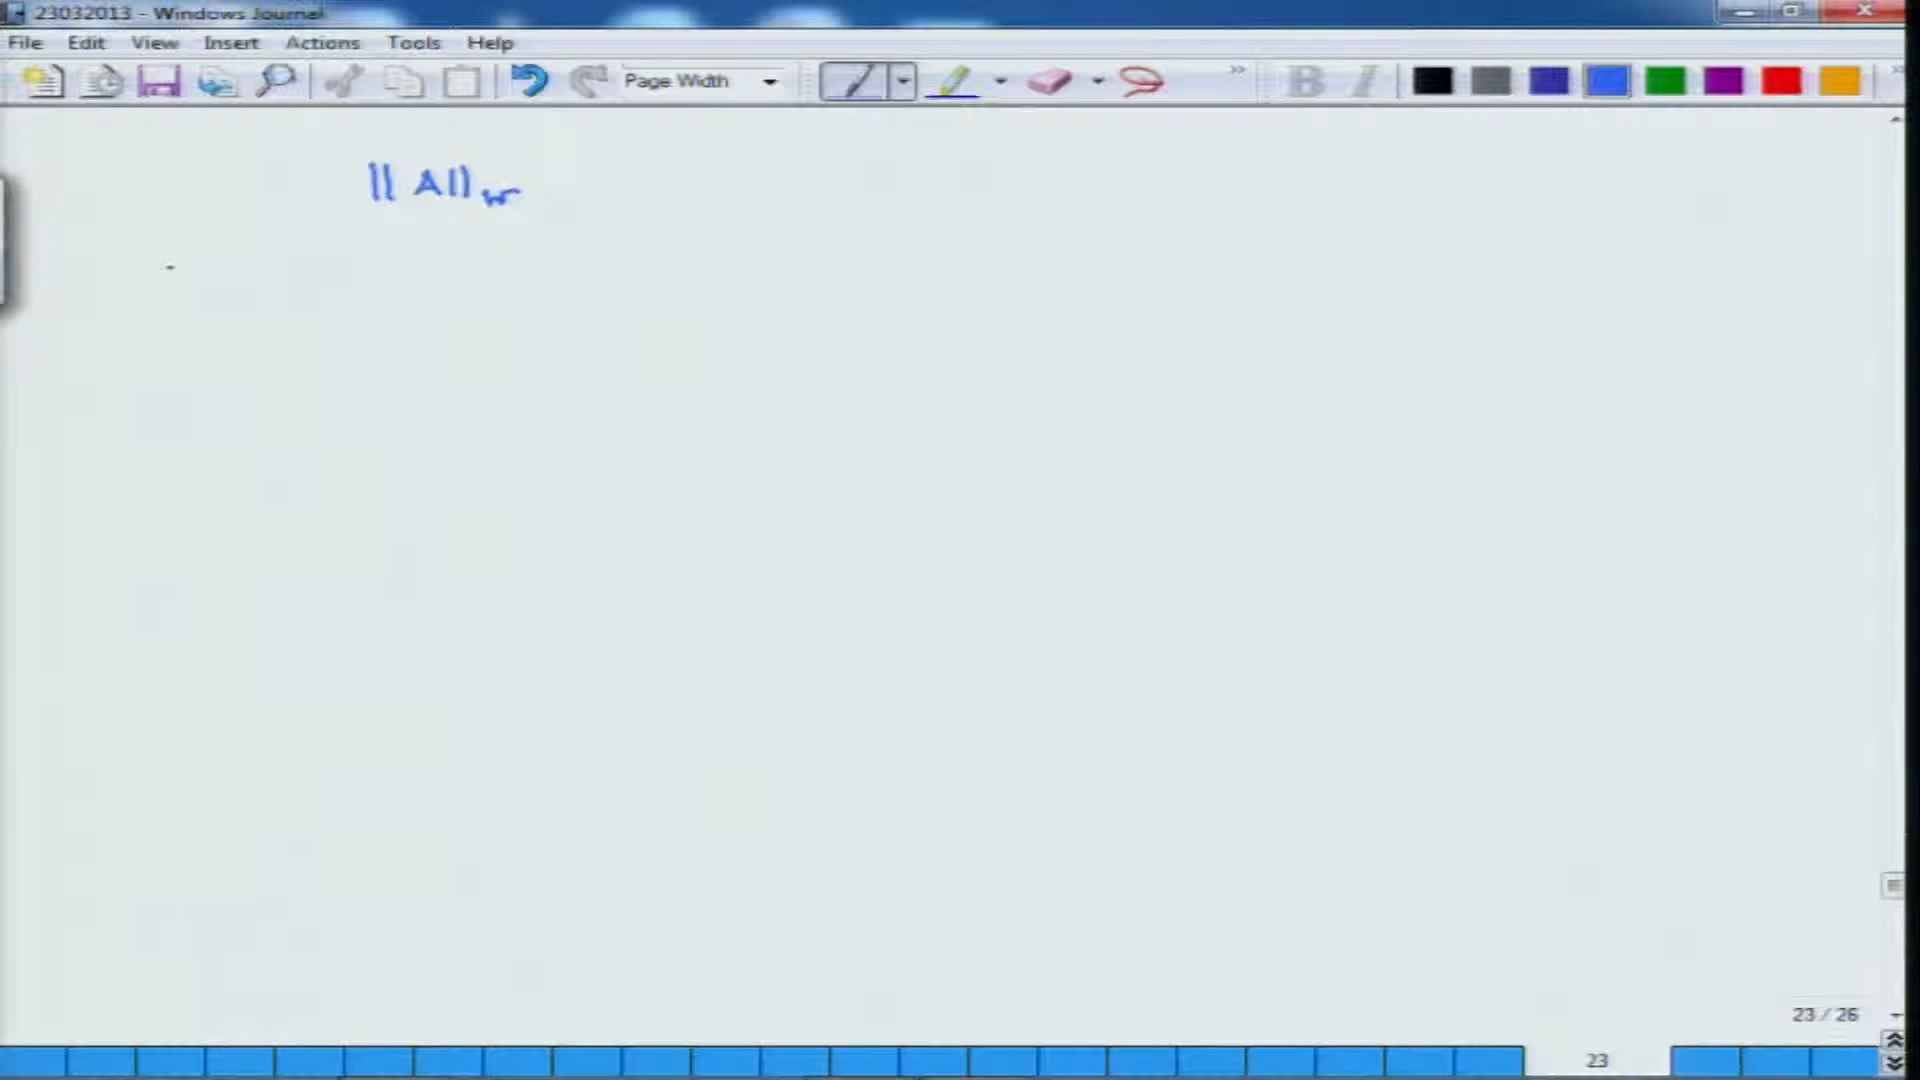 23032013 - Windows Journal
File Edit View Insert Actions Tools Help
Page Width
B I
|| A ||w
23 / 26
23